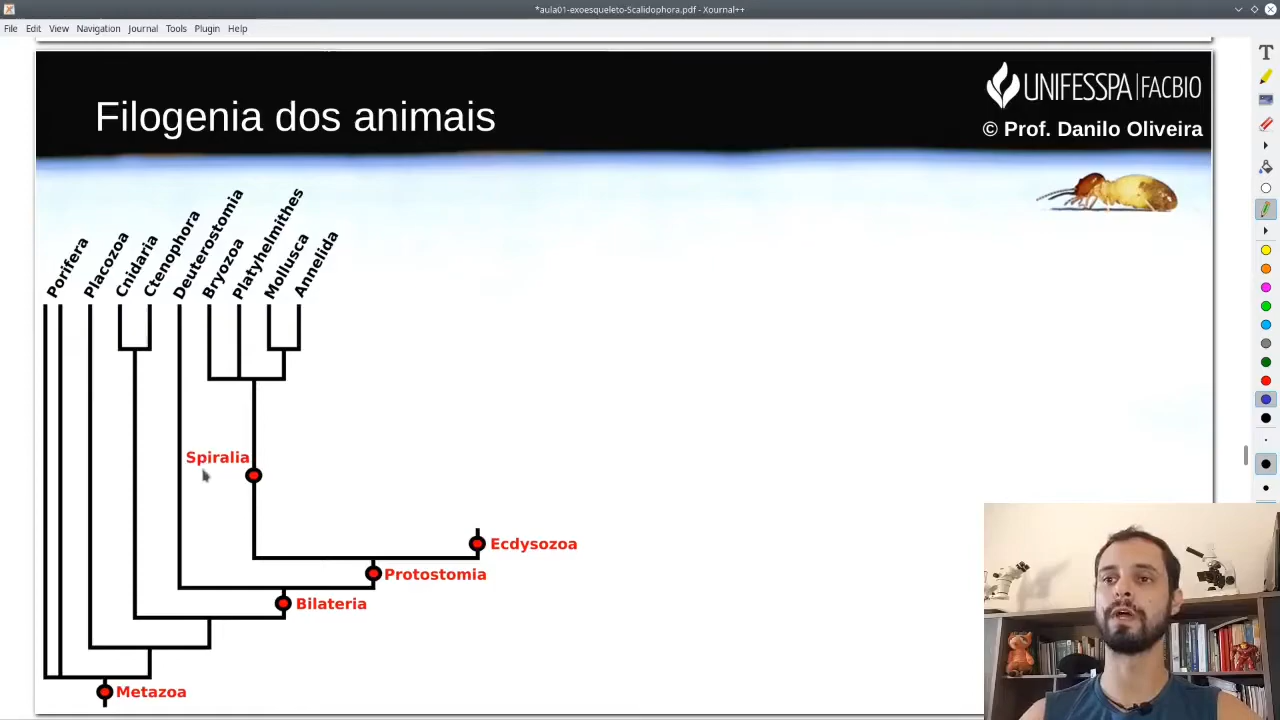 *aula01-exoesqueleto-Scalidophora.pdf - Xournal++
File Edit View Navigation Journal Tools Plugin Help
Filogenia dos animais
UNIFESSPA|FACBIO
© Prof. Danilo Oliveira
Porifera
Placozoa
Cnidaria
Ctenophora
Deuterostomia
Bryozoa
Platyhelmithes
Mollusca
Annelida
Spiralia
Ecdysozoa
Protostomia
Bilateria
Metazoa
T